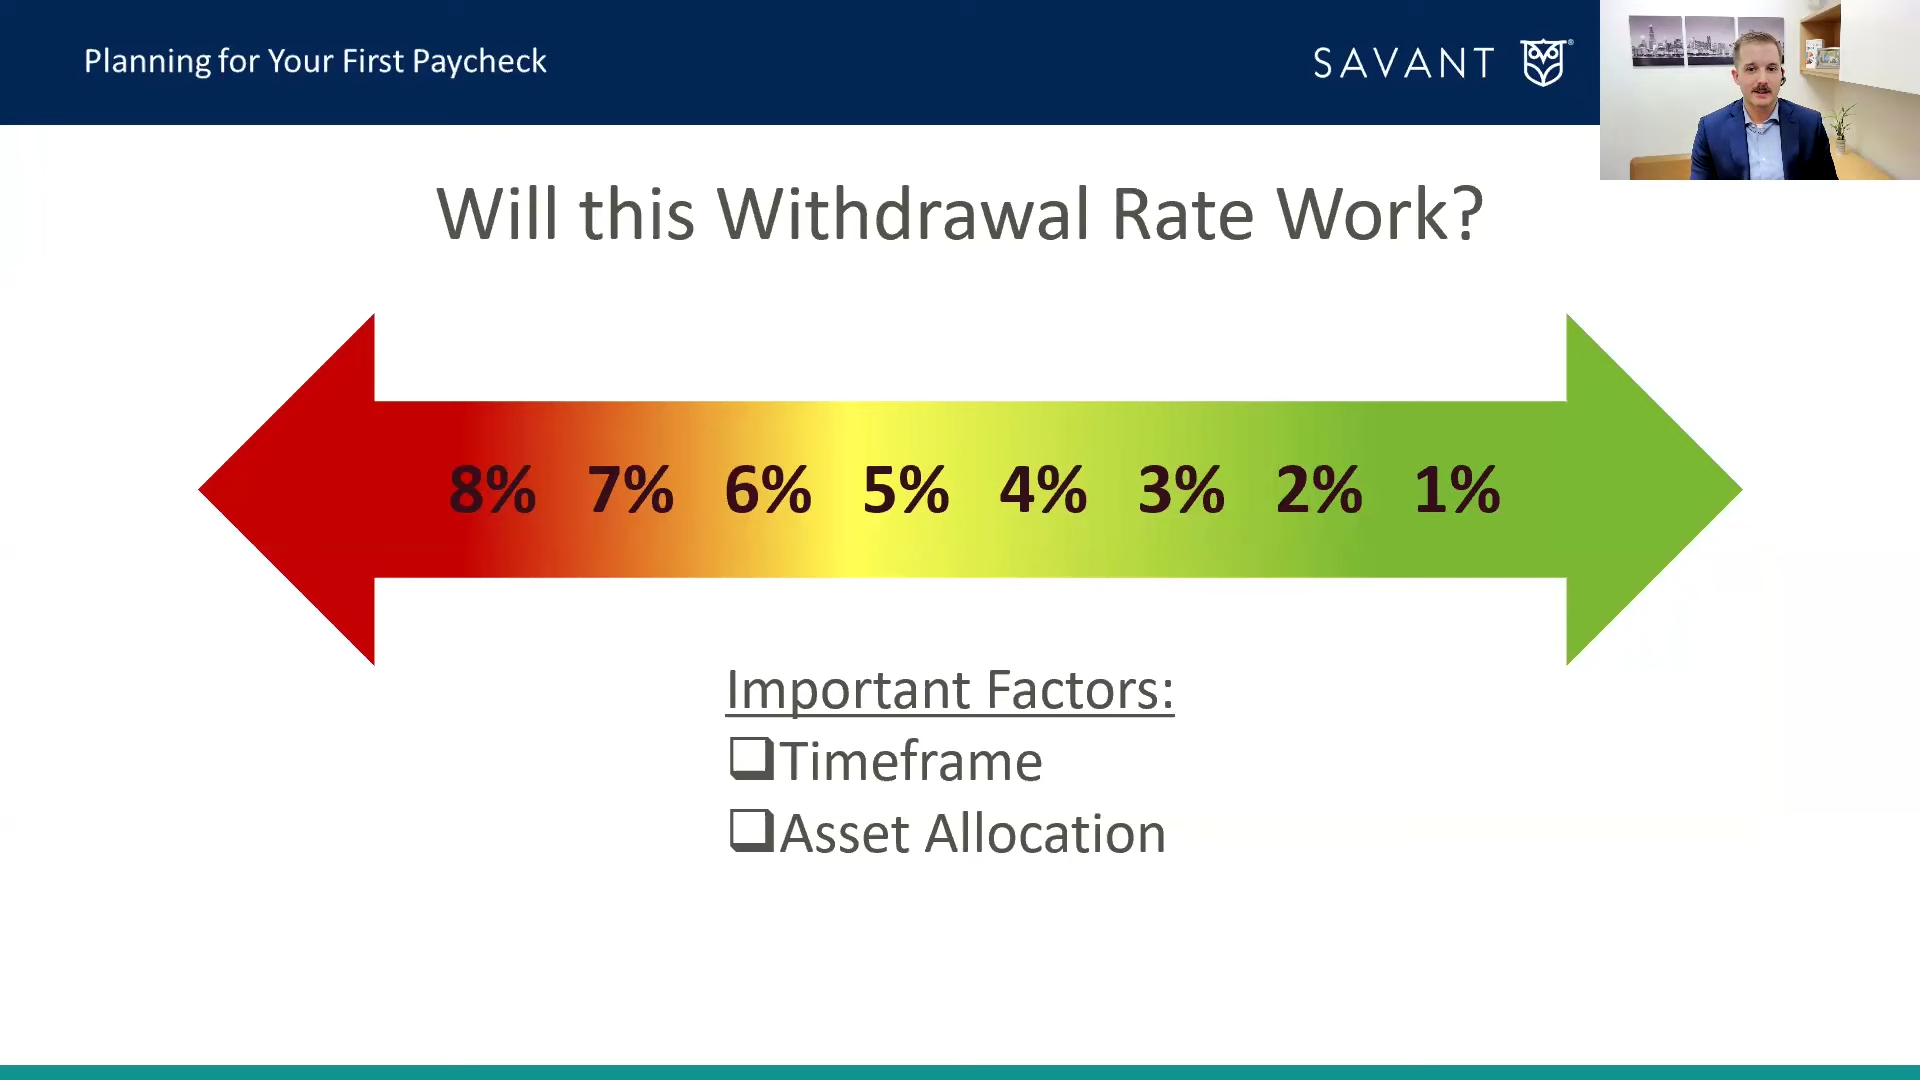 Planning for Your First Paycheck
SAVANT
Will this Withdrawal Rate Work?
8% 7% 6% 5% 4% 3% 2% 1%
Important Factors:
❑Timeframe
❑Asset Allocation